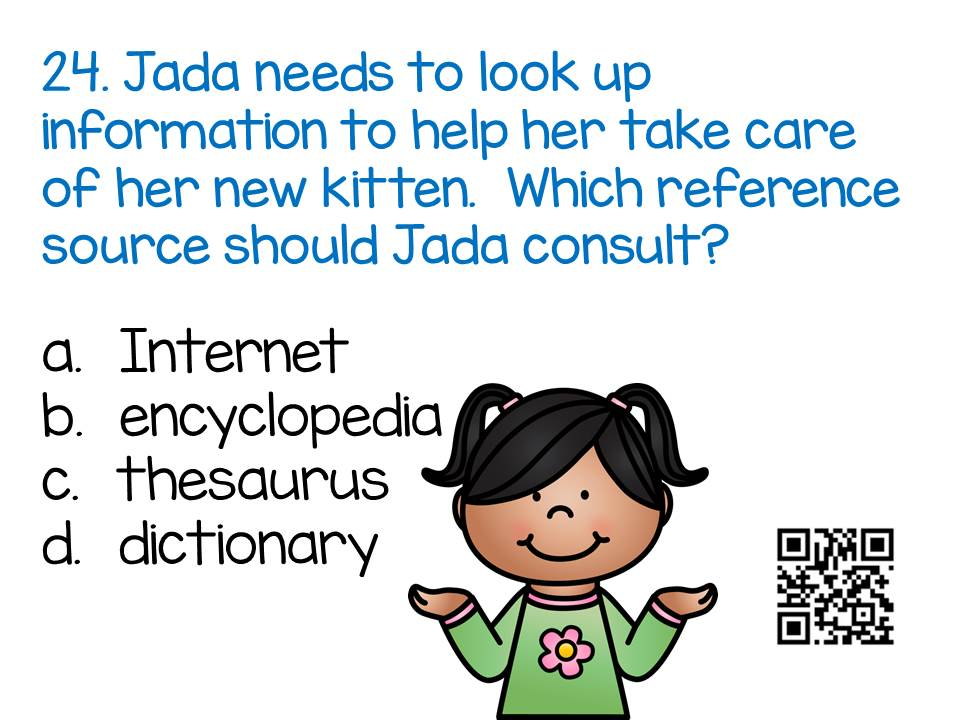 24. Jada needs to look up
information to help her take care
of her new kitten.  Which reference
source should Jada consult?
a. Internet
b. encyclopedia
c. thesaurus
d. dictionary